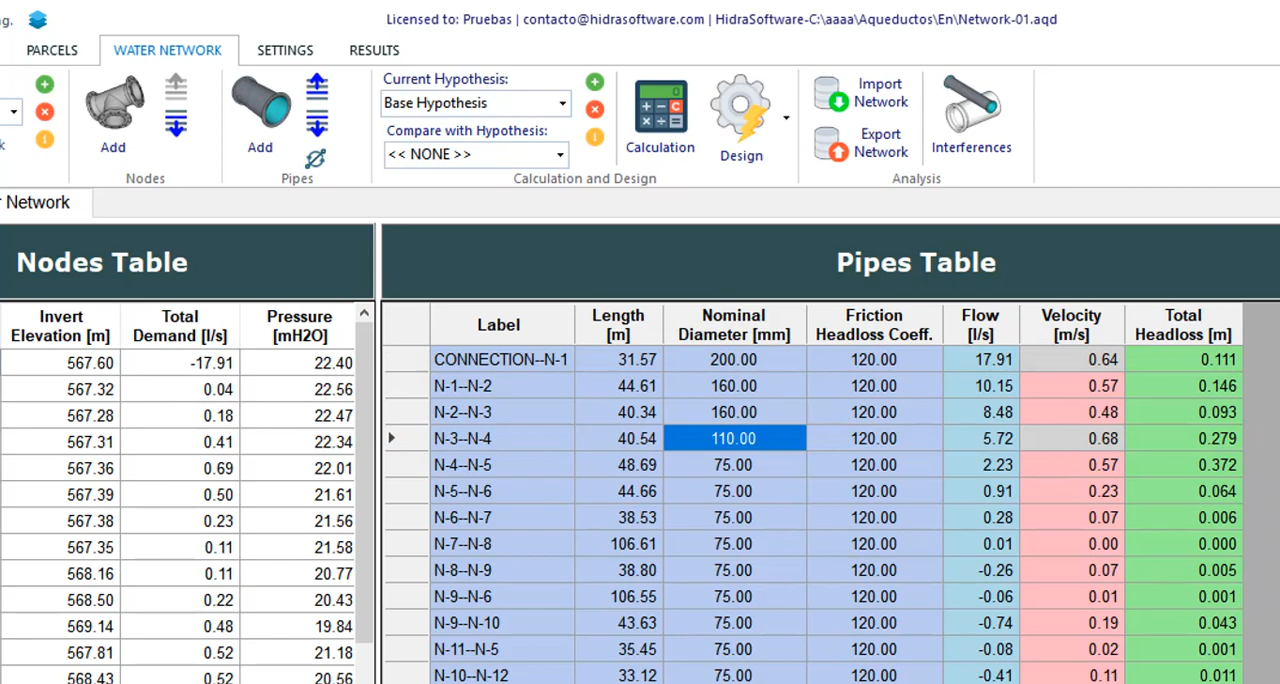 g.
Licensed to: Pruebas | contacto@hidrasoftware.com | HidraSoftware-C:\aaaa\Aqueductos\En\Network-01.aqd
PARCELS WATER NETWORK SETTINGS RESULTS
k
Add
Nodes
Add
Pipes
Current Hypothesis:
Base Hypothesis
Compare with Hypothesis:
<< NONE >>
Calculation
Design
Calculation and Design
Import
Network
Export
Network
Interferences
Analysis
r Network
Nodes Table
Invert Elevation [m] Total Demand [l/s] Pressure [mH2O]
567.60 -17.91 22.40
567.32 0.04 22.56
567.28 0.18 22.47
567.31 0.41 22.34
567.36 0.69 22.01
567.39 0.50 21.61
567.38 0.23 21.56
567.35 0.11 21.58
568.16 0.11 20.77
568.50 0.22 20.43
569.14 0.48 19.84
567.81 0.52 21.18
568.43 0.52 20.56
Pipes Table
Label Length [m] Nominal Diameter [mm] Friction Headloss Coeff. Flow [l/s] Velocity [m/s] Total Headloss [m]
CONNECTION--N-1 31.57 200.00 120.00 17.91 0.64 0.111
N-1--N-2 44.61 160.00 120.00 10.15 0.57 0.146
N-2--N-3 40.34 160.00 120.00 8.48 0.48 0.093
N-3--N-4 40.54 110.00 120.00 5.72 0.68 0.279
N-4--N-5 48.69 75.00 120.00 2.23 0.57 0.372
N-5--N-6 44.66 75.00 120.00 0.91 0.23 0.064
N-6--N-7 38.53 75.00 120.00 0.28 0.07 0.006
N-7--N-8 106.61 75.00 120.00 0.01 0.00 0.000
N-8--N-9 38.80 75.00 120.00 -0.26 0.07 0.005
N-9--N-6 106.55 75.00 120.00 -0.06 0.01 0.001
N-9--N-10 43.63 75.00 120.00 -0.74 0.19 0.043
N-11--N-5 35.45 75.00 120.00 -0.08 0.02 0.001
N-10--N-12 33.12 75.00 120.00 -0.41 0.11 0.011